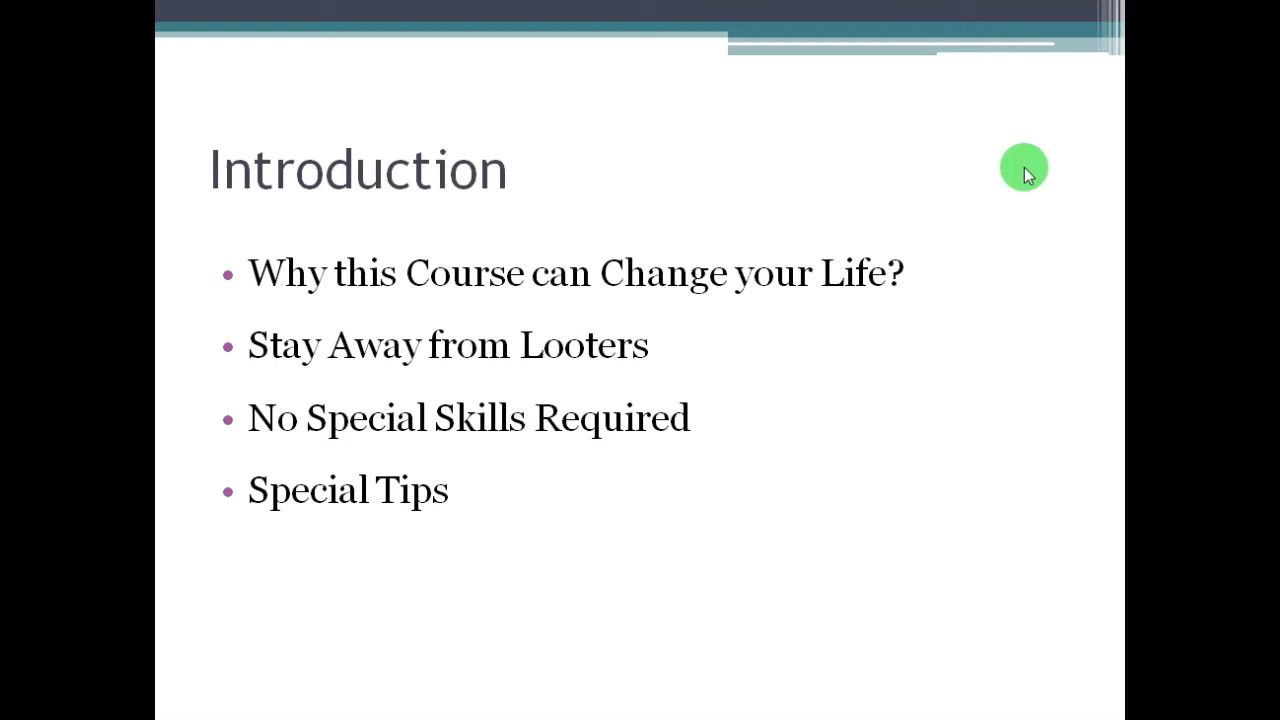 Introduction
• Why this Course can Change your Life?
• Stay Away from Looters
• No Special Skills Required
• Special Tips